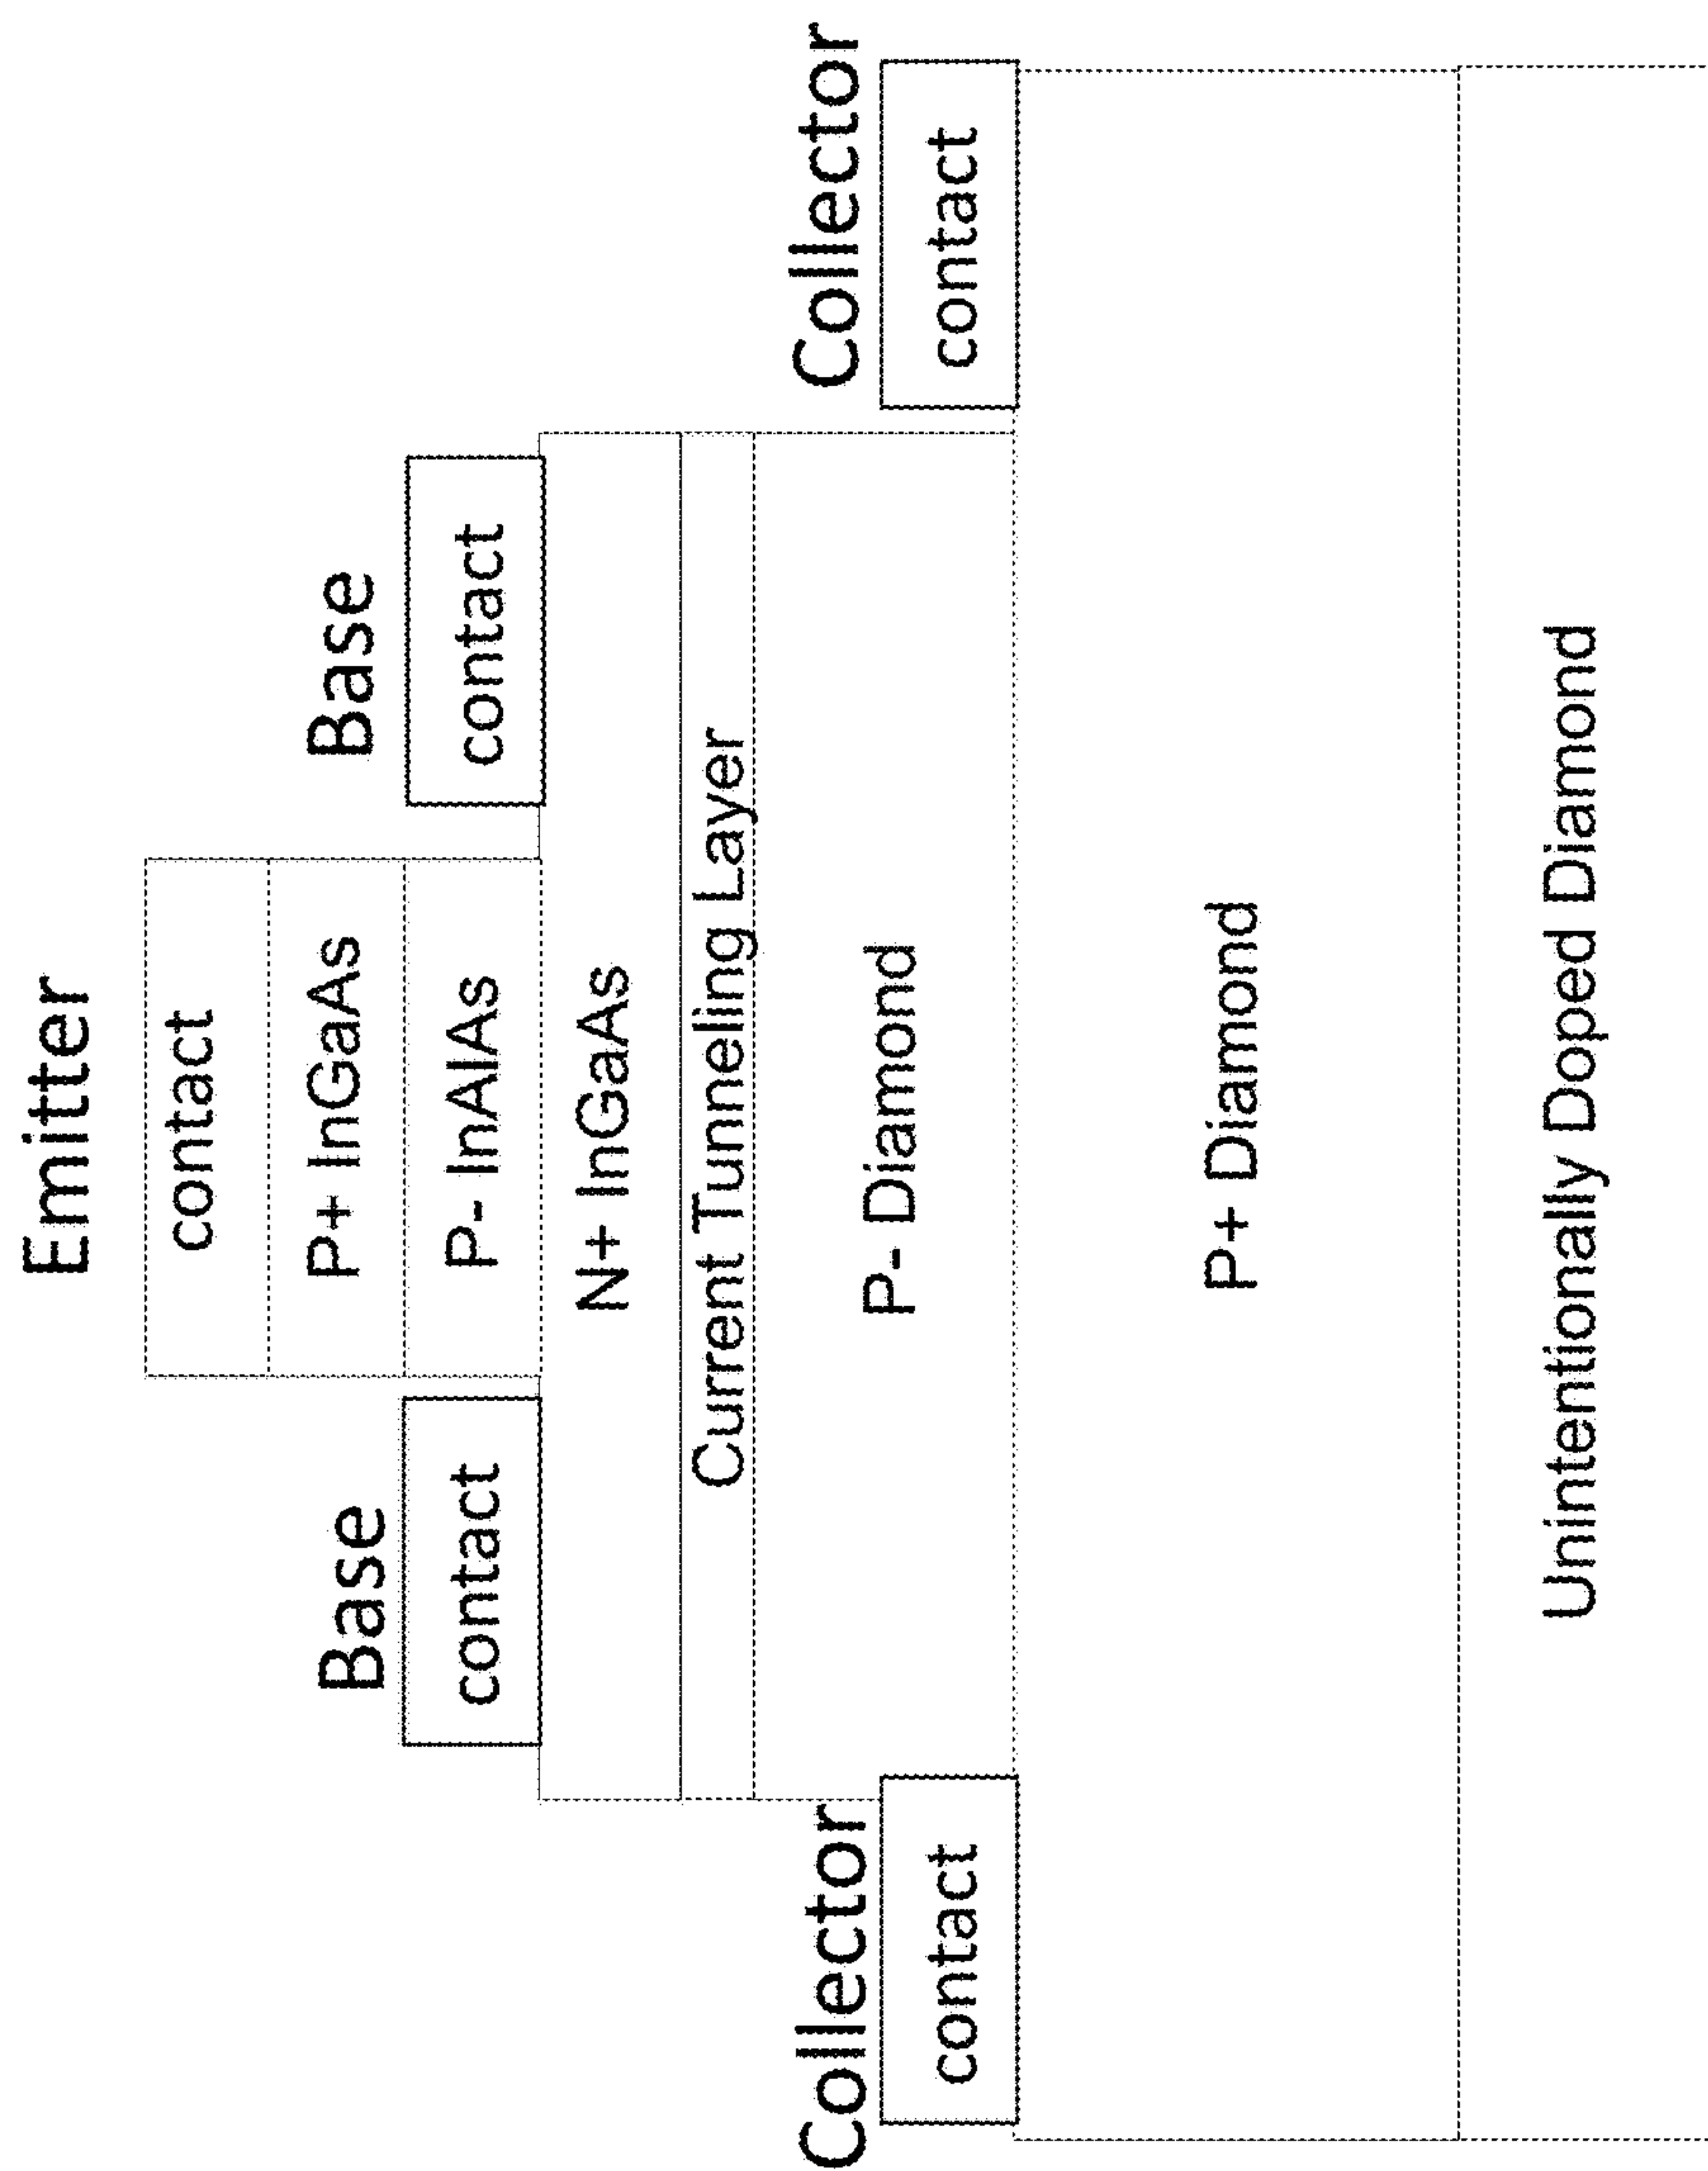 Emitter
contact
P+ InGaAs
Base
Base
contact
P- InAlAs
contact
N+ InGaAs
Current Tunneling Layer
Collector
P- Diamond
Collector
contact
contact
P+ Diamond
Unintentionally Doped Diamond